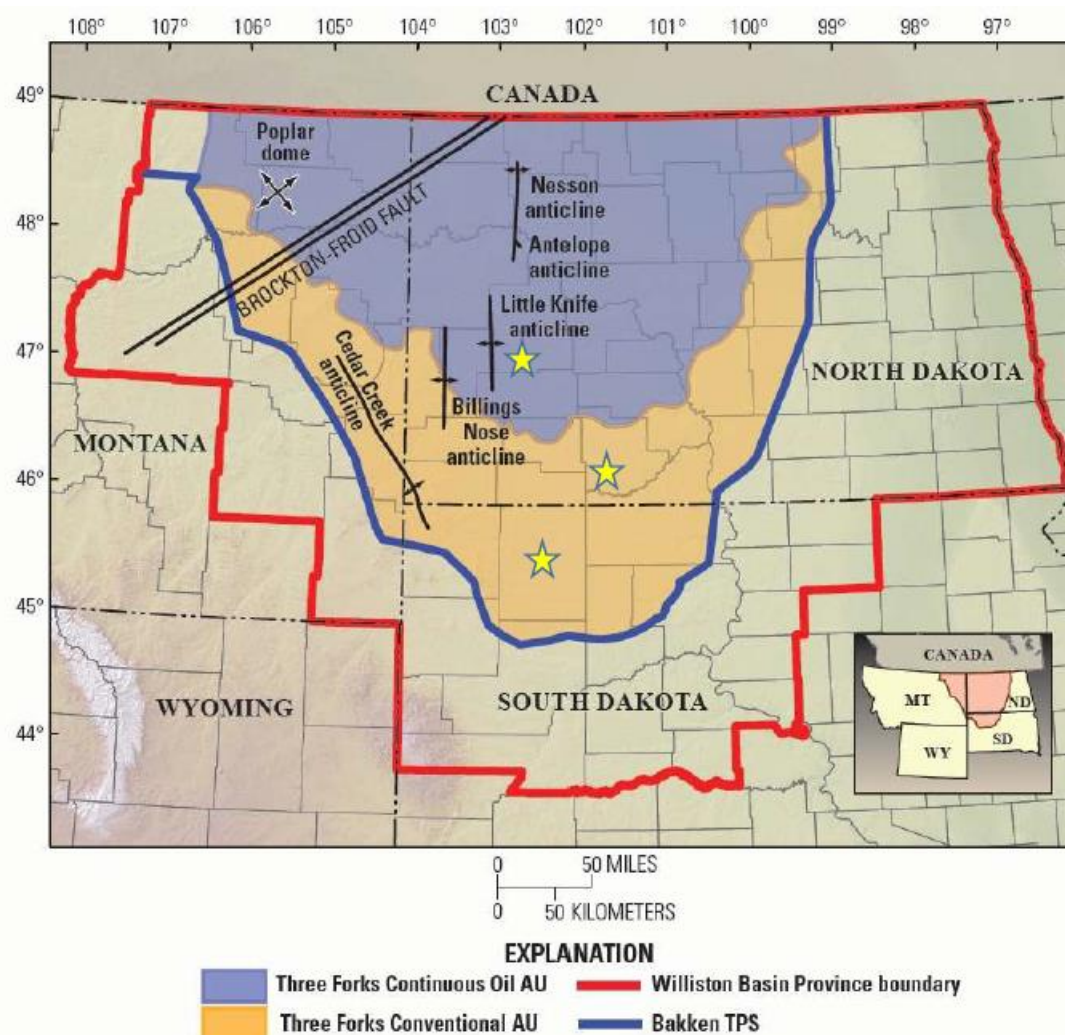 108° 107° 106° 105° 104° 103° 102° 101° 100° 99° 98° 97°
49°
48°
47°
46°
45°
44°
CANADA
Poplar
dome
Nesson
anticline
BROCKTON-FROID FAULT
Antelope
anticline
Little Knife
anticline
Cedar Creek
anticline
NORTH DAKOTA
Billings
Nose
anticline
MONTANA
WYOMING
SOUTH DAKOTA
CANADA
MT
ND
SD
WY
0 50 MILES
0 50 KILOMETERS
EXPLANATION
Three Forks Continuous Oil AU
Williston Basin Province boundary
Three Forks Conventional AU
Bakken TPS